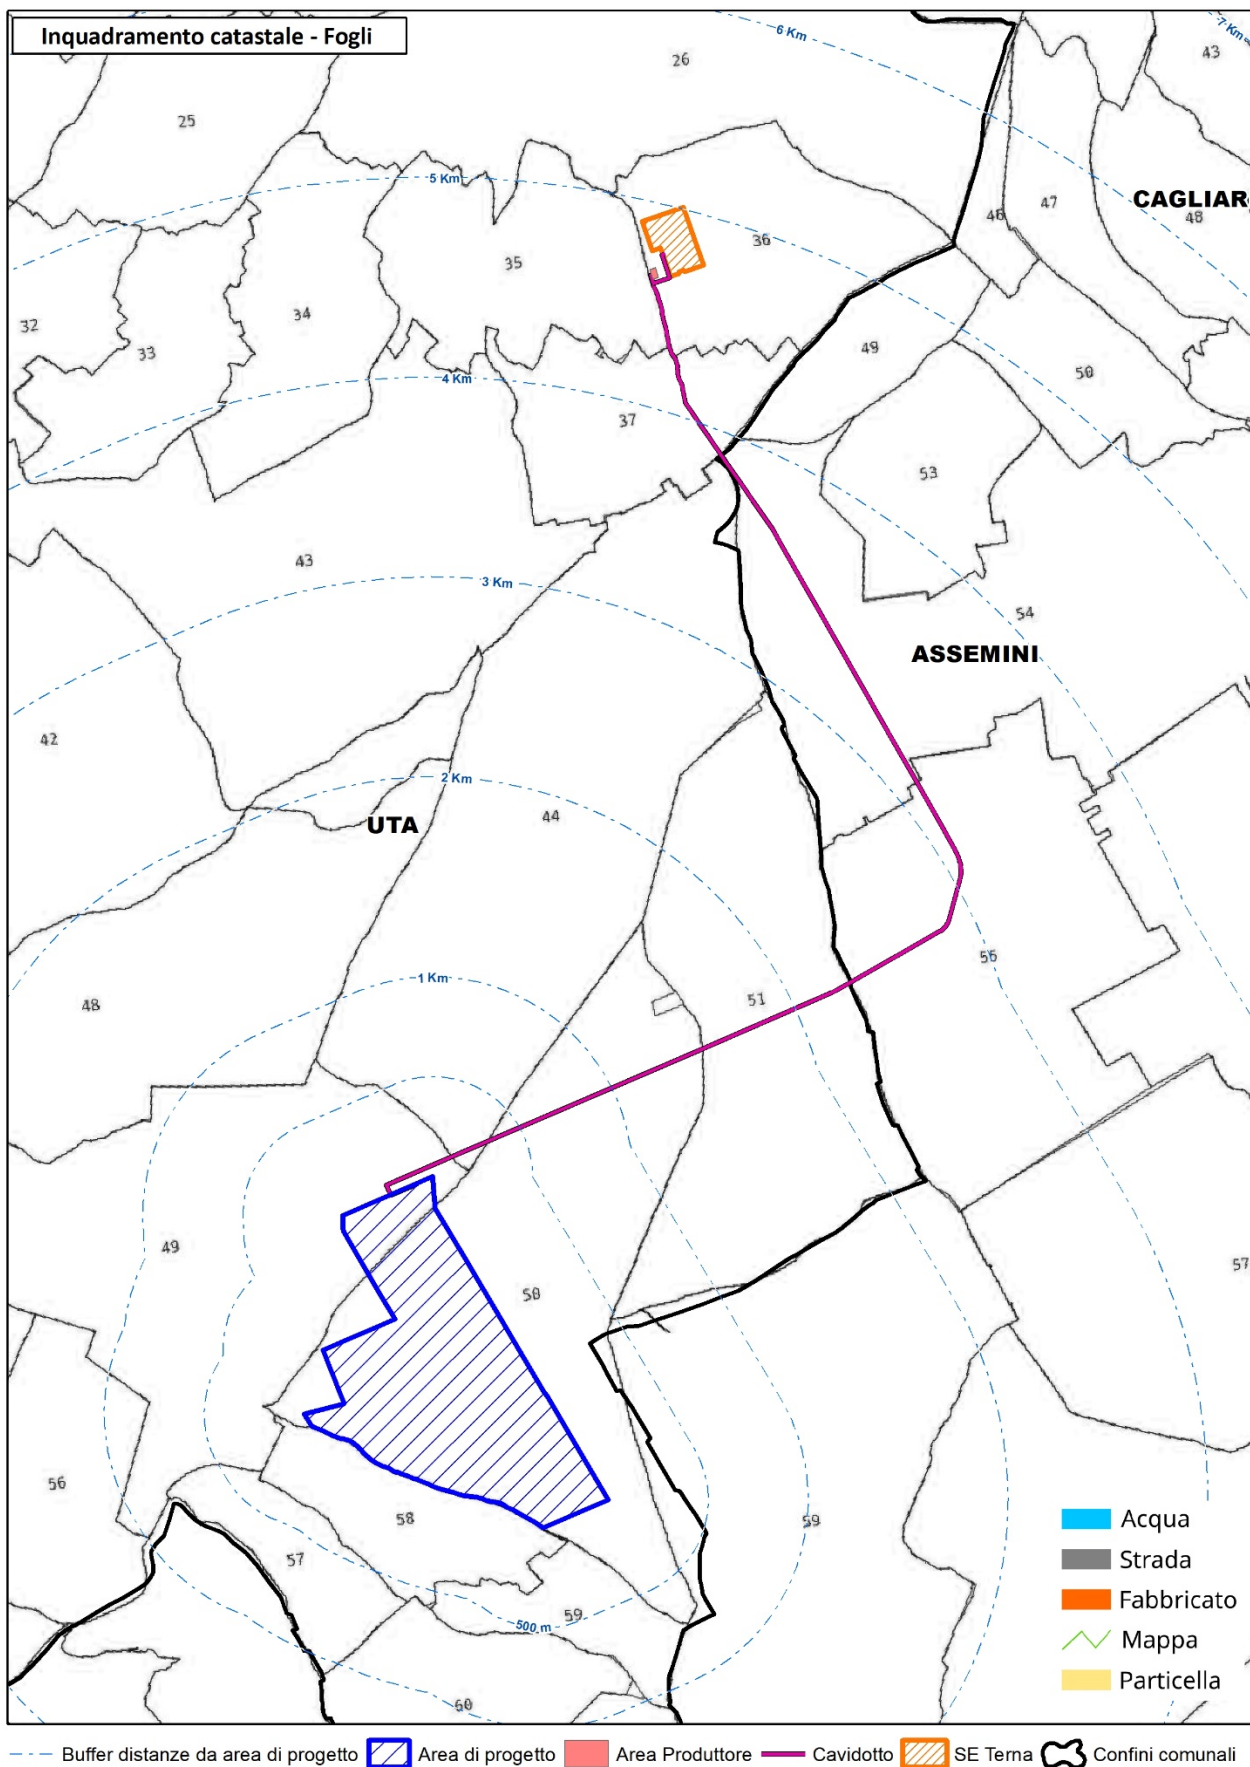 Inquadramento catastale - Fogli
6 Km
7 Km
26
43
25
5 Km
47
CAGLIAR
46
48
36
35
34
32
33
49
50
4 Km
37
53
43
3 Km
54
ASSEMINI
42
2 Km
44
UTA
56
1 Km
51
48
49
57
50
56
58
59
57
59
500 m
60
Acqua
Strada
Fabbricato
Mappa
Particella
Buffer distanze da area di progetto Area di progetto Area Produttore Cavidotto SE Terna Confini comunali